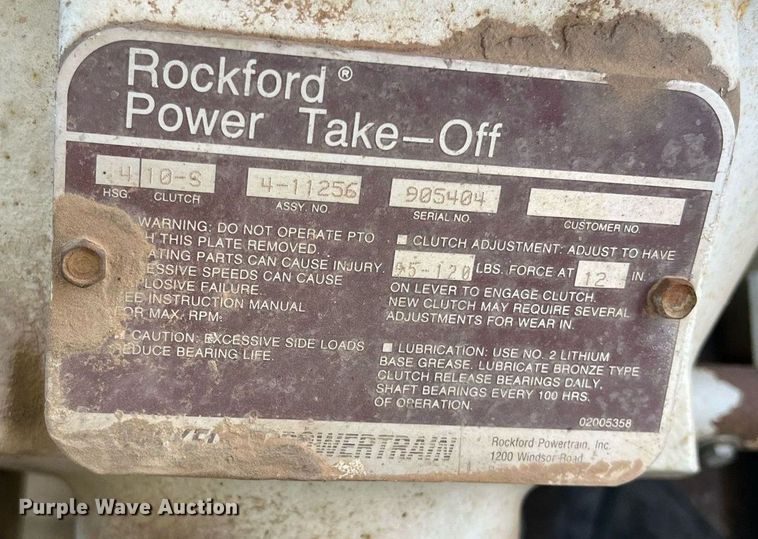 Rockford®
Power Take-Off
4 10-S 4-11256 905404
HSG. CLUTCH ASSY. NO. SERIAL NO. CUSTOMER NO.
WARNING: DO NOT OPERATE PTO
THIS PLATE REMOVED.
PARTS CAN CAUSE INJURY.
SPEEDS CAN CAUSE
FAILURE.
INSTRUCTION MANUAL
FOR MAX. RPM:
CAUTION: EXCESSIVE SIDE LOADS
REDUCE BEARING LIFE.
■ CLUTCH ADJUSTMENT: ADJUST TO HAVE
95-120 LBS. FORCE AT 12 IN.
ON LEVER TO ENGAGE CLUTCH.
NEW CLUTCH MAY REQUIRE SEVERAL
ADJUSTMENTS FOR WEAR IN.
■ LUBRICATION: USE NO. 2 LITHIUM
BASE GREASE. LUBRICATE BRONZE TYPE
CLUTCH RELEASE BEARINGS DAILY.
SHAFT BEARINGS EVERY 100 HRS.
OF OPERATION.
02005358
POWERTRAIN
Rockford Powertrain, Inc.
1200 Windsor Road
Purple Wave Auction